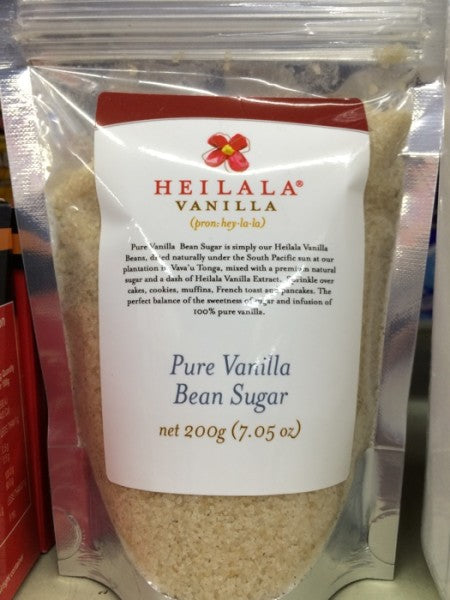 HEILALA®
VANILLA
(pron: hey·la·la)
Pure Vanilla Bean Sugar is simply our Heilala Vanilla
Beans, dried naturally under the South Pacific sun at our
plantation in Vava'u Tonga, mixed with a premium natural
sugar and a dash of Heilala Vanilla Extract. Sprinkle over
cakes, cookies, muffins, French toast and pancakes. The
perfect balance of the sweetness of sugar and infusion of
100% pure vanilla.
Pure Vanilla
Bean Sugar
net 200g (7.05 oz)